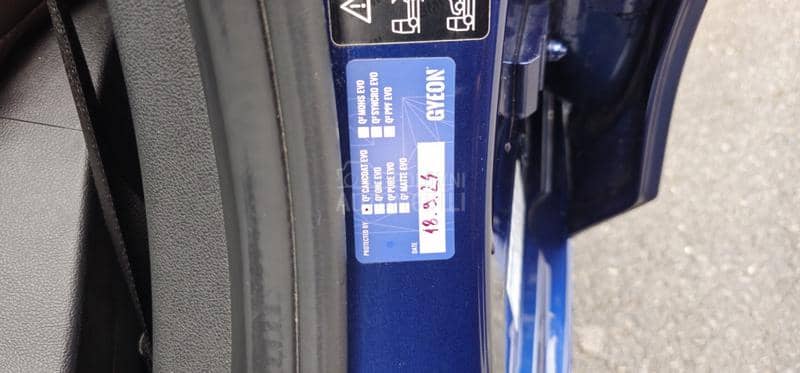 PROTECTED BY
Q² CANCOAT EVO
Q² MOHS EVO
Q² ONE EVO
Q² SYNCRO EVO
Q² PURE EVO
Q² PPF EVO
Q² MATTE EVO
DATE
18.9.25
GYEON